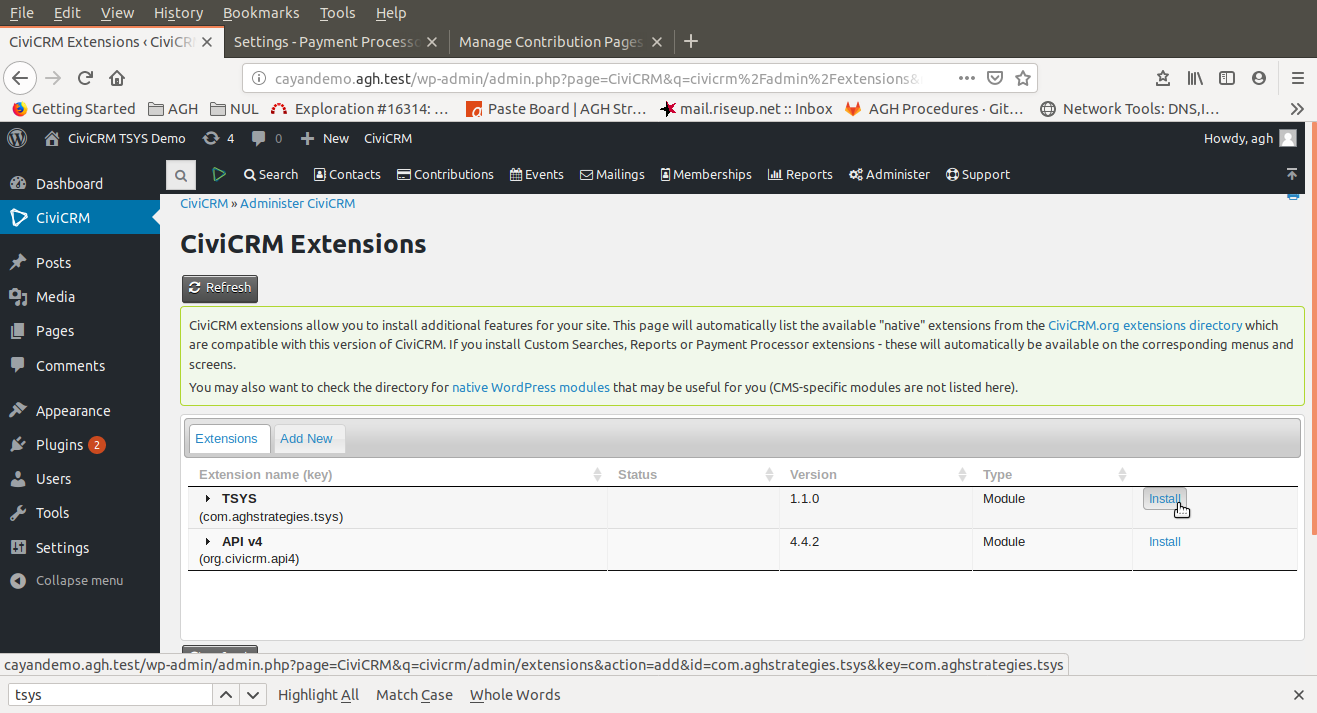 File Edit View History Bookmarks Tools Help
CiviCRM Extensions ‹ CiviCR
Settings - Payment Processo
Manage Contribution Pages
cayandemo.agh.test/wp-admin/admin.php?page=CiviCRM&q=civicrm%2Fadmin%2Fextensions&
Getting Started AGH NUL Exploration #16314: … Paste Board | AGH Str… mail.riseup.net :: Inbox AGH Procedures · Git… Network Tools: DNS,I…
CiviCRM TSYS Demo 4 0 New CiviCRM Howdy, agh
Search Contacts Contributions Events Mailings Memberships Reports Administer Support
Dashboard
CiviCRM
Posts
Media
Pages
Comments
Appearance
Plugins 2
Users
Tools
Settings
Collapse menu
CiviCRM » Administer CiviCRM
CiviCRM Extensions
Refresh
CiviCRM extensions allow you to install additional features for your site. This page will automatically list the available "native" extensions from the CiviCRM.org extensions directory which
are compatible with this version of CiviCRM. If you install Custom Searches, Reports or Payment Processor extensions - these will automatically be available on the corresponding menus and
screens.
You may also want to check the directory for native WordPress modules that may be useful for you (CMS-specific modules are not listed here).
Extensions Add New
Extension name (key) Status Version Type
TSYS 1.1.0 Module Install
(com.aghstrategies.tsys)
API v4 4.4.2 Module Install
(org.civicrm.api4)
cayandemo.agh.test/wp-admin/admin.php?page=CiviCRM&q=civicrm/admin/extensions&action=add&id=com.aghstrategies.tsys&key=com.aghstrategies.tsys
tsys Highlight All Match Case Whole Words